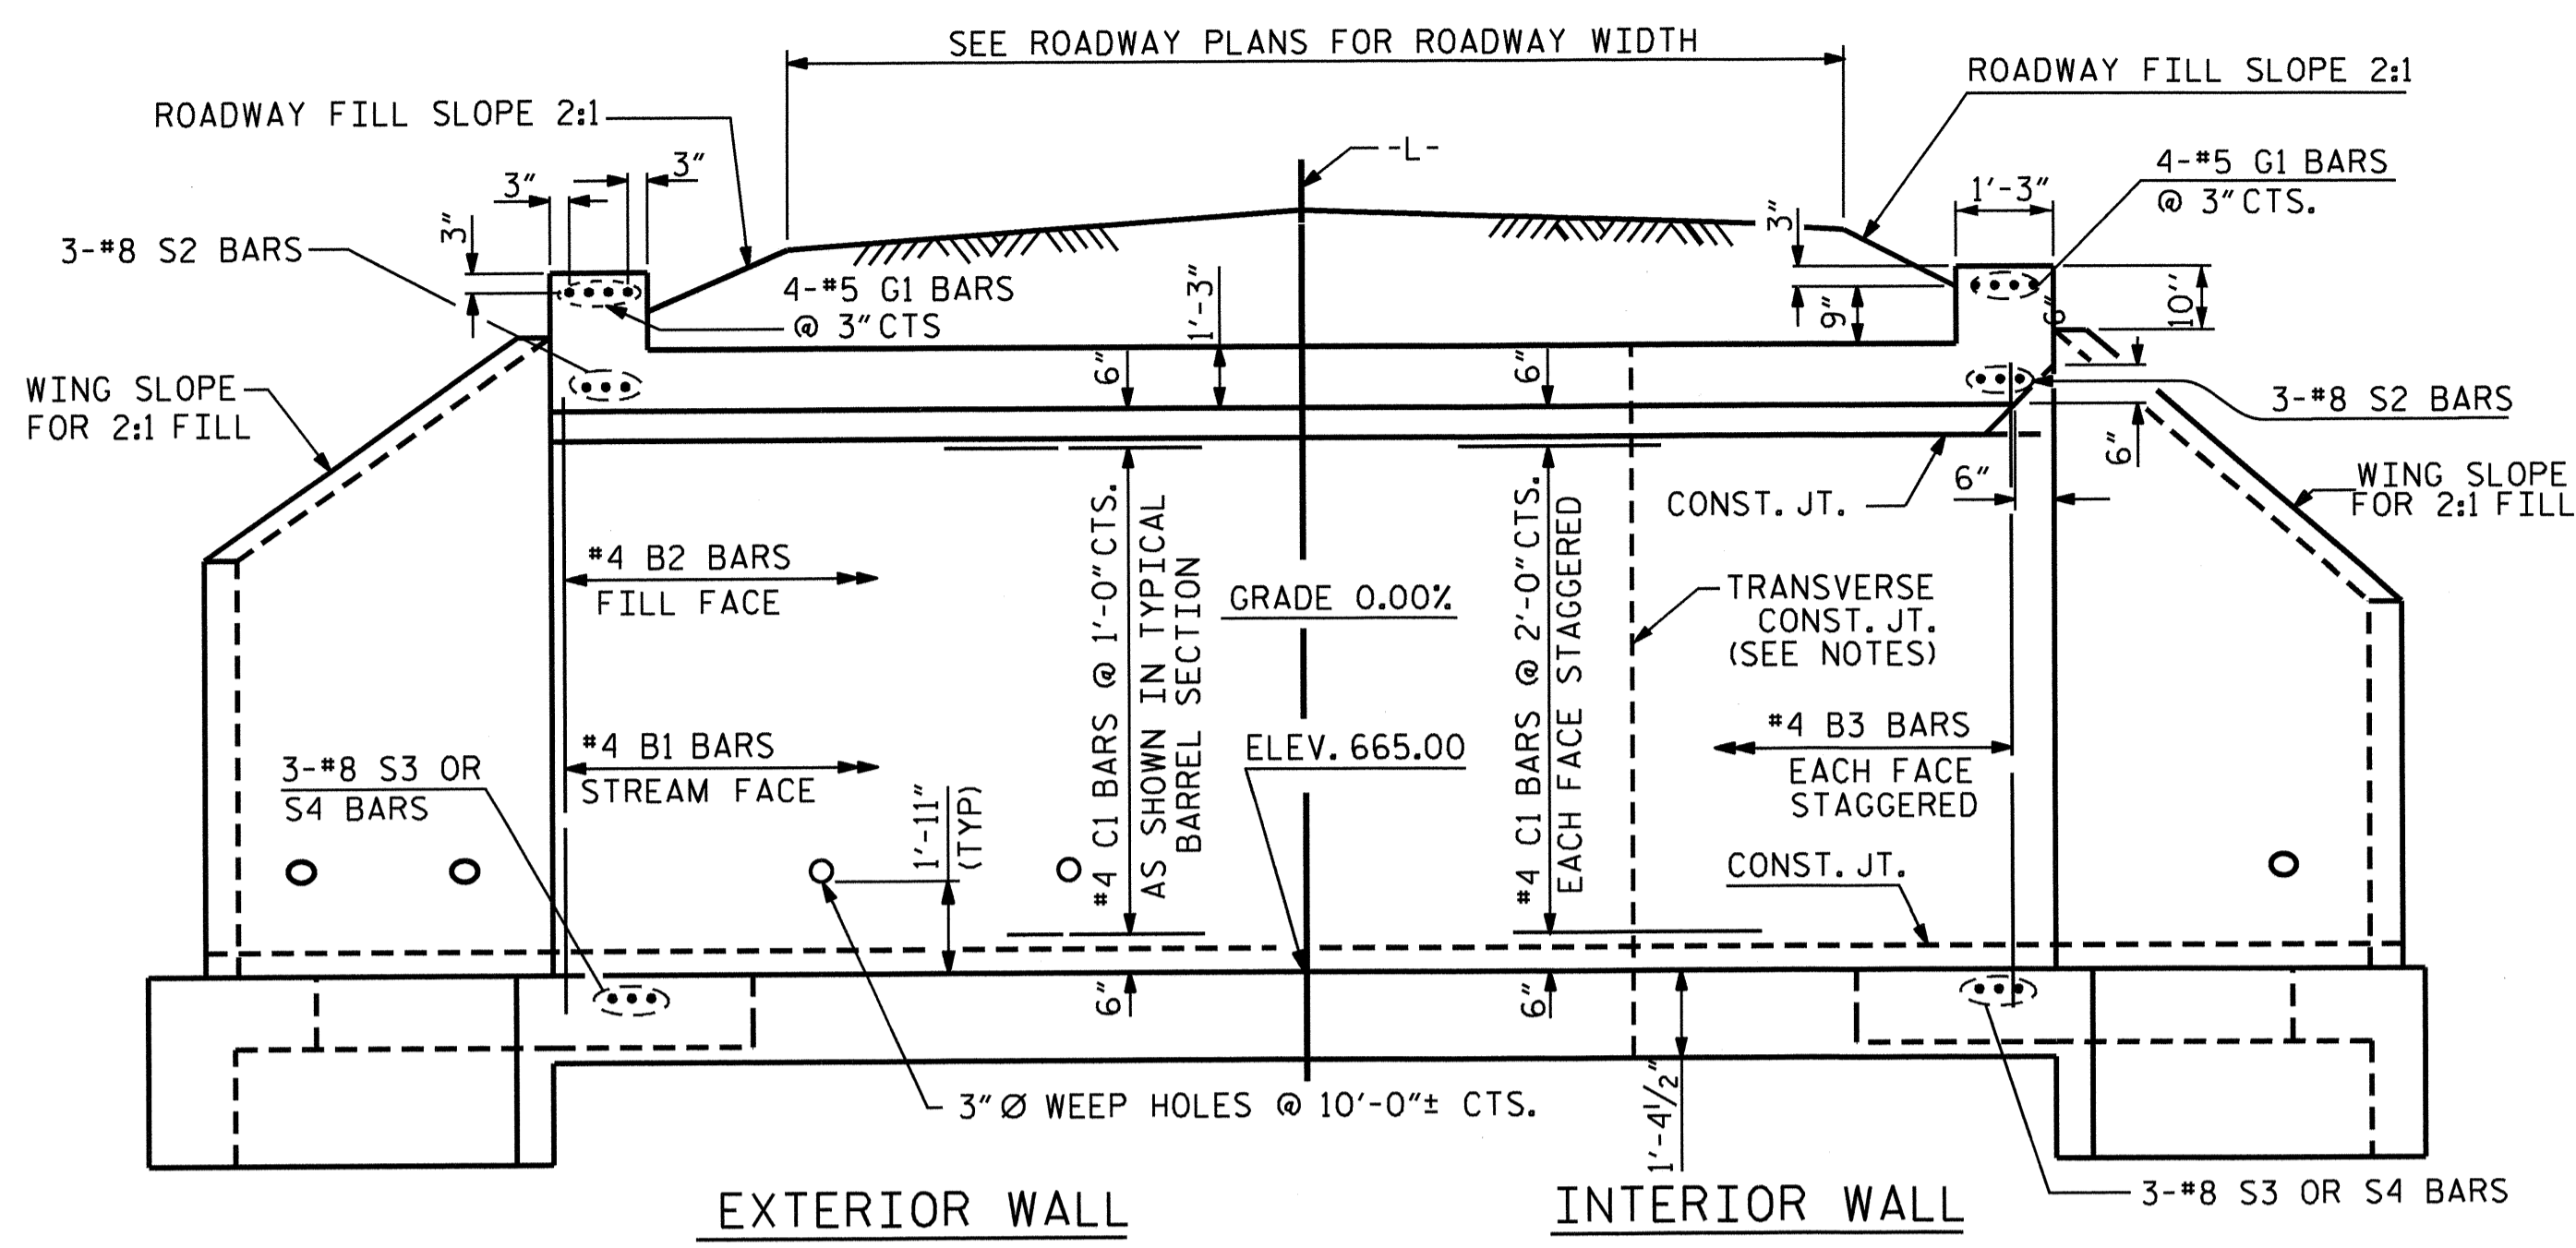 SEE ROADWAY PLANS FOR ROADWAY WIDTH
ROADWAY FILL SLOPE 2:1
ROADWAY FILL SLOPE 2:1
-L-
3"
3"
3"
3-#8 S2 BARS
4-#5 G1 BARS
@ 3" CTS
4-#5 G1 BARS
@ 3" CTS.
1'-3"
3"
9"
6"
10''
1'-3"
6"
6"
WING SLOPE
FOR 2:1 FILL
3-#8 S2 BARS
6"
6"
WING SLOPE
FOR 2:1 FILL
CONST. JT.
#4 B2 BARS
FILL FACE
#4 C1 BARS @ 1'-0" CTS.
AS SHOWN IN TYPICAL
BARREL SECTION
GRADE 0.00%
#4 C1 BARS @ 2'-0" CTS.
EACH FACE STAGGERED
TRANSVERSE
CONST. JT.
(SEE NOTES)
#4 B1 BARS
STREAM FACE
3-#8 S3 OR
S4 BARS
1'-11"
(TYP)
ELEV. 665.00
#4 B3 BARS
EACH FACE
STAGGERED
CONST. JT.
6"
6"
1'-4 1/2"
3" Ø WEEP HOLES @ 10'-0"± CTS.
3-#8 S3 OR S4 BARS
EXTERIOR WALL
INTERIOR WALL